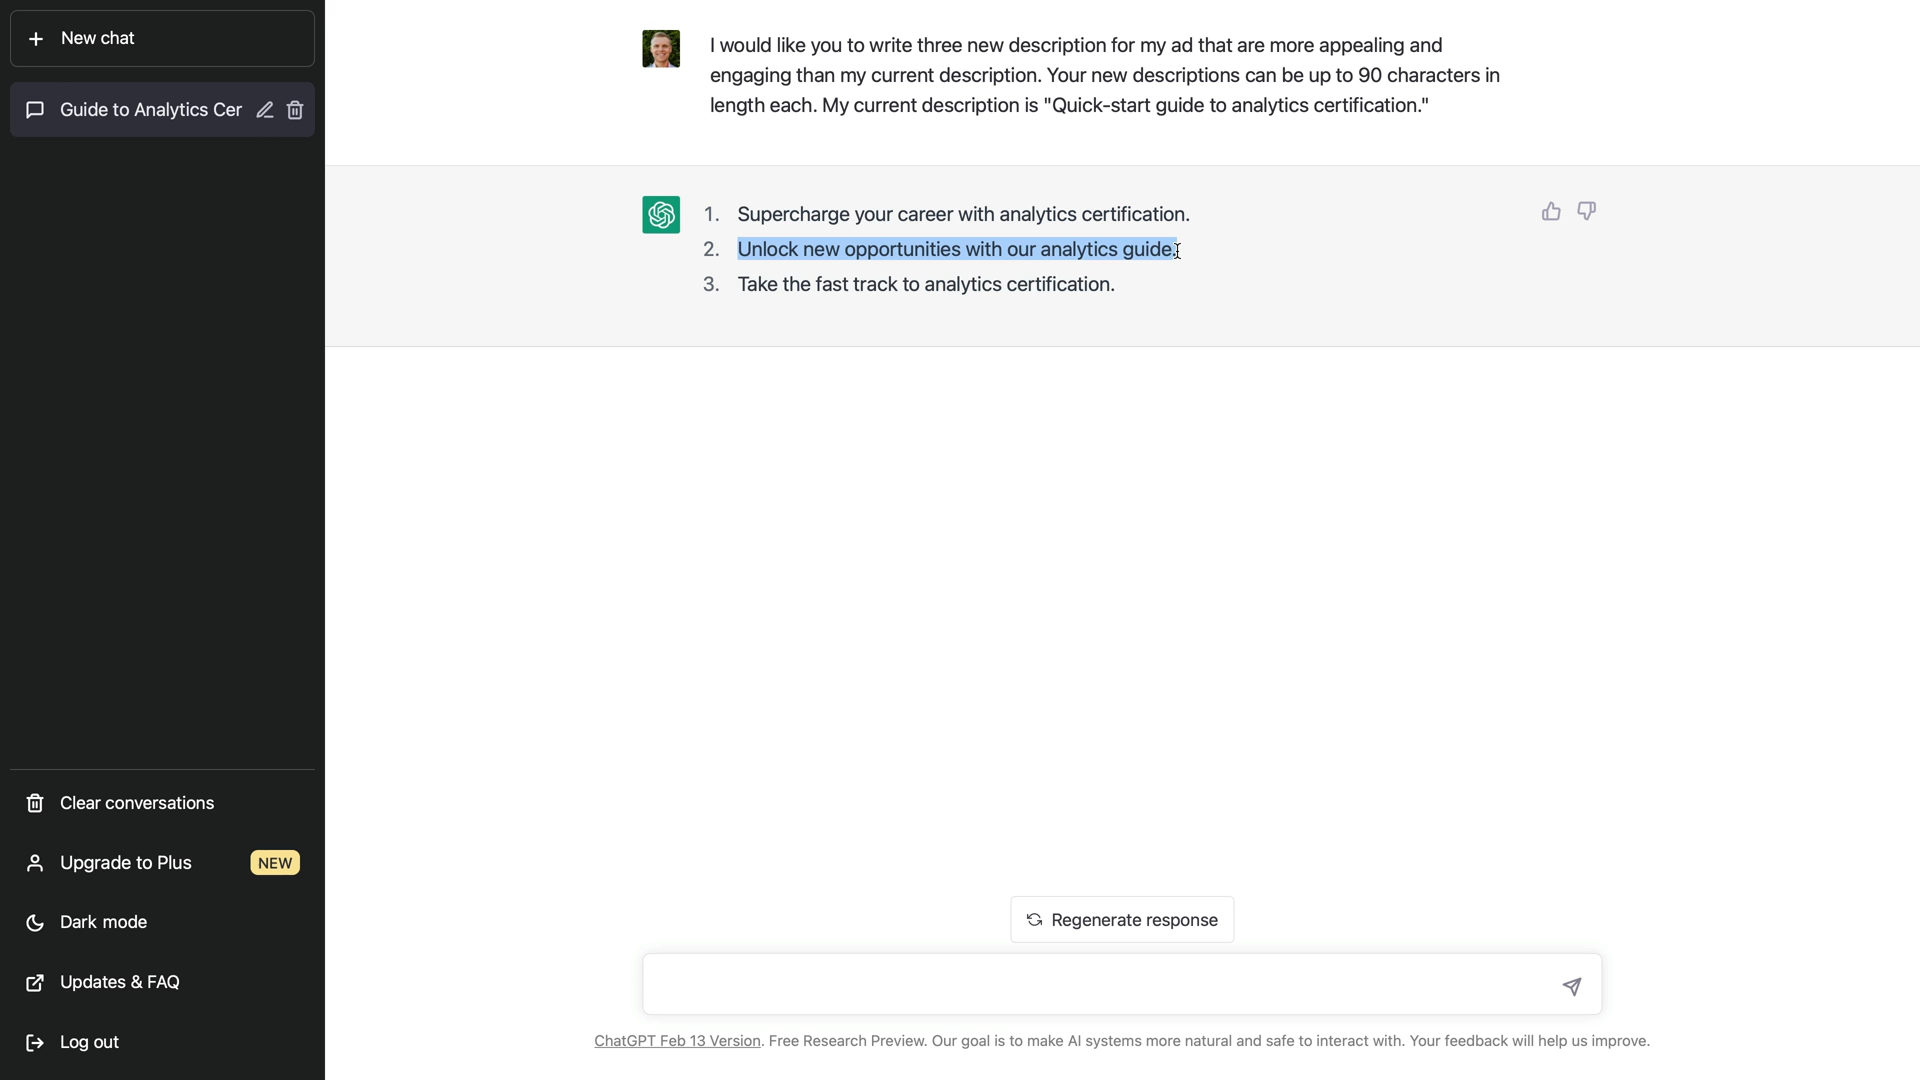 New chat
Guide to Analytics Cer
I would like you to write three new description for my ad that are more appealing and
engaging than my current description. Your new descriptions can be up to 90 characters in
length each. My current description is "Quick-start guide to analytics certification."
1. Supercharge your career with analytics certification.
2. Unlock new opportunities with our analytics guide.
3. Take the fast track to analytics certification.
Clear conversations
Upgrade to Plus NEW
Dark mode
Updates & FAQ
Log out
Regenerate response
ChatGPT Feb 13 Version. Free Research Preview. Our goal is to make AI systems more natural and safe to interact with. Your feedback will help us improve.